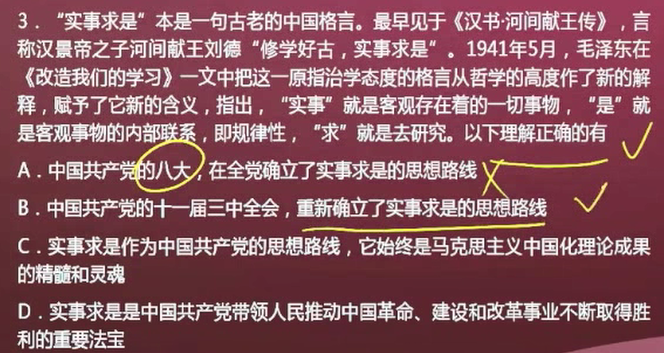 3．“实事求是”本是一句古老的中国格言。最早见于《汉书·河间献王传》，言
称汉景帝之子河间献王刘德“修学好古，实事求是”。1941年5月，毛泽东在
《改造我们的学习》一文中把这一原指治学态度的格言从哲学的高度作了新的解
释，赋予了它新的含义，指出，“实事”就是客观存在着的一切事物，“是”就
是客观事物的内部联系，即规律性，“求”就是去研究。以下理解正确的有
A．中国共产党的八大，在全党确立了实事求是的思想路线
B．中国共产党的十一届三中全会，重新确立了实事求是的思想路线
C．实事求是作为中国共产党的思想路线，它始终是马克思主义中国化理论成果
的精髓和灵魂
D．实事求是是中国共产党带领人民推动中国革命、建设和改革事业不断取得胜
利的重要法宝